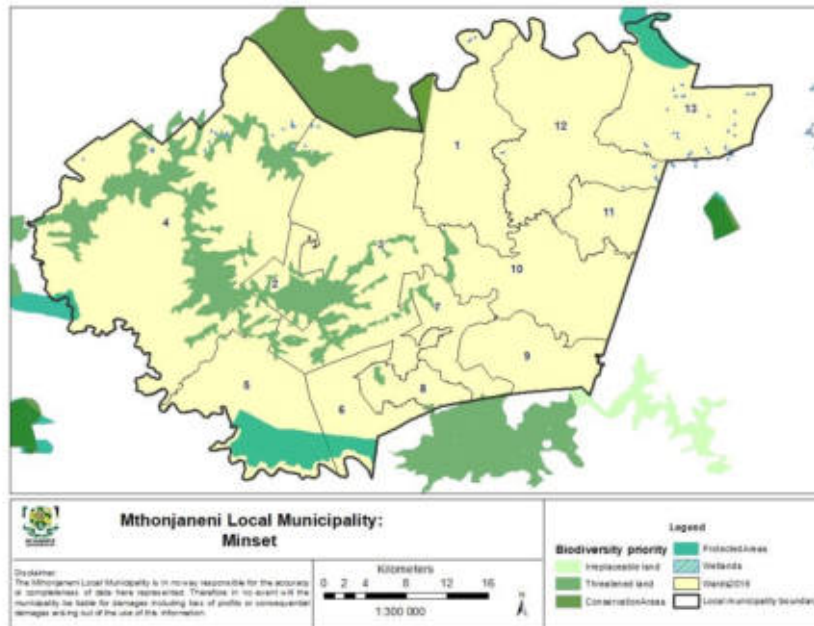 1
12
13
11
4
3
10
2
7
9
5
8
6
Mthonjaneni Local Municipality:
Minset
Disclaimer:
The Mthonjaneni Local Municipality is in no way responsible for the accuracy
or completeness of data here represented. Therefore in no event will the
municipality be liable for damages including loss of profits or consequential
damages arising out of the use of this information.
Kilometers
0 2 4 8 12 16
1:300 000
N
Legend
Biodiversity priority
Irreplaceable land
Threatened land
ConservationAreas
ProtectedAreas
Wetlands
Wards2016
Local municipality boundary